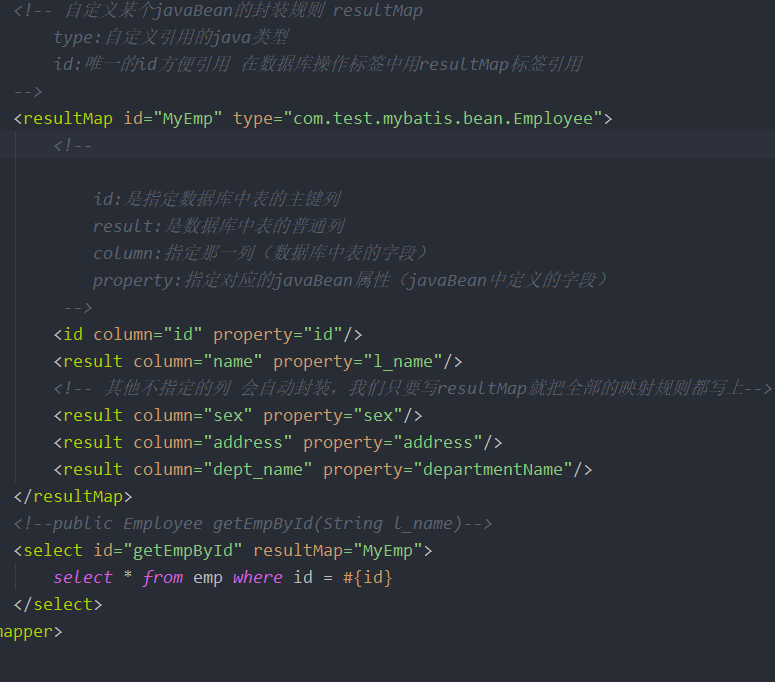 <!-- 自定义某个javaBean的封装规则 resultMap
type:自定义引用的java类型
id:唯一的id方便引用 在数据库操作标签中用resultMap标签引用
-->
<resultMap id="MyEmp" type="com.test.mybatis.bean.Employee">
<!--
id:是指定数据库中表的主键列
result:是数据库中表的普通列
column:指定那一列（数据库中表的字段）
property:指定对应的javaBean属性（javaBean中定义的字段）
-->
<id column="id" property="id"/>
<result column="name" property="l_name"/>
<!-- 其他不指定的列 会自动封装，我们只要写resultMap就把全部的映射规则都写上-->
<result column="sex" property="sex"/>
<result column="address" property="address"/>
<result column="dept_name" property="departmentName"/>
</resultMap>
<!--public Employee getEmpById(String l_name)-->
<select id="getEmpById" resultMap="MyEmp">
select * from emp where id = #{id}
</select>
mapper>